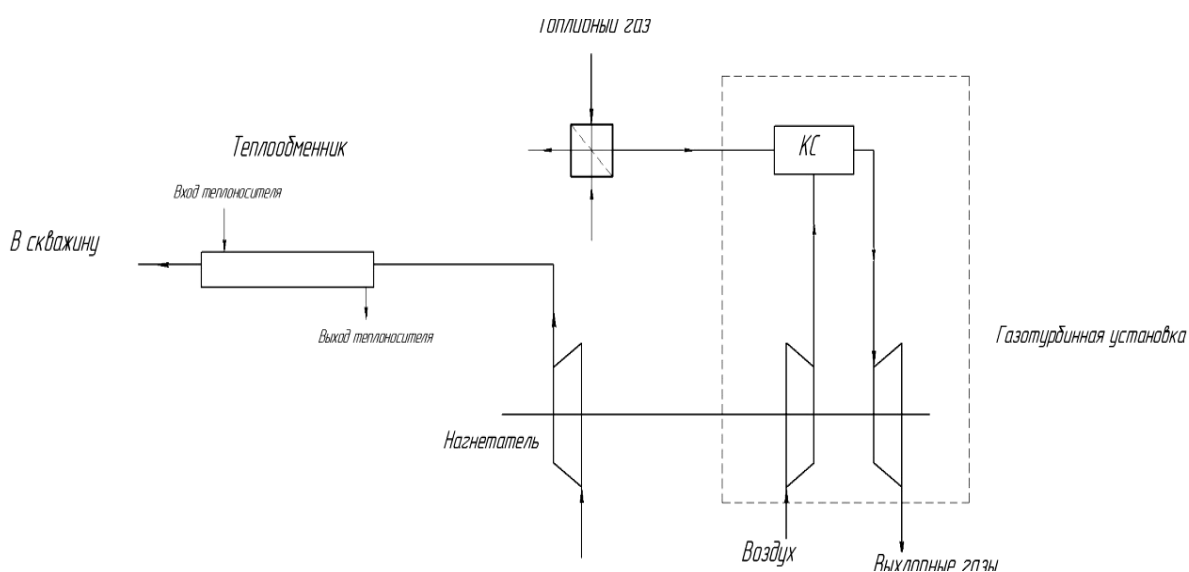 Топливный газ
Теплообменник
КС
Вход теплоносителя
В скважину
Выход теплоносителя
Газотурбинная установка
Нагнетатель
Воздух
Выхлопные газы